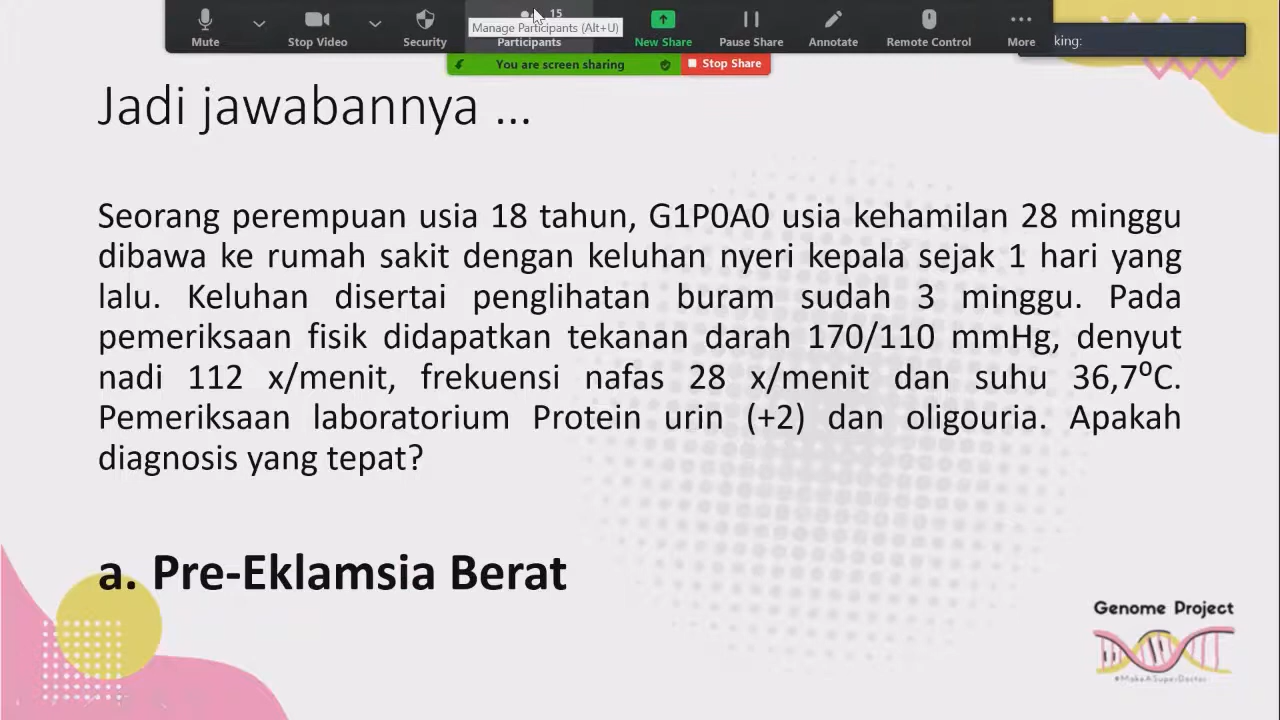 15
Manage Participants (Alt+U)
Mute
Stop Video
Security
Participants
New Share
Pause Share
Annotate
Remote Control
More
king:
You are screen sharing
Stop Share
Jadi jawabannya ...
Seorang perempuan usia 18 tahun, G1P0A0 usia kehamilan 28 minggu
dibawa ke rumah sakit dengan keluhan nyeri kepala sejak 1 hari yang
lalu. Keluhan disertai penglihatan buram sudah 3 minggu. Pada
pemeriksaan fisik didapatkan tekanan darah 170/110 mmHg, denyut
nadi 112 x/menit, frekuensi nafas 28 x/menit dan suhu 36,7⁰C.
Pemeriksaan laboratorium Protein urin (+2) dan oligouria. Apakah
diagnosis yang tepat?
a. Pre-Eklamsia Berat
Genome Project
#MakeASuperDoctor